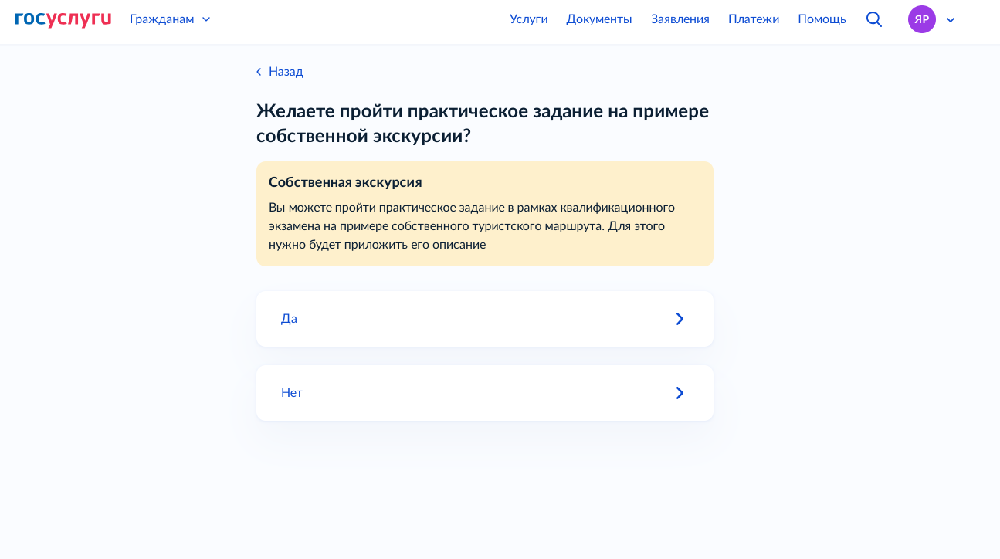 госуслуги Гражданам Услуги Документы Заявления Платежи Помощь ЯР
Назад
Желаете пройти практическое задание на примере
собственной экскурсии?
Собственная экскурсия
Вы можете пройти практическое задание в рамках квалификационного
экзамена на примере собственного туристского маршрута. Для этого
нужно будет приложить его описание
Да
Нет